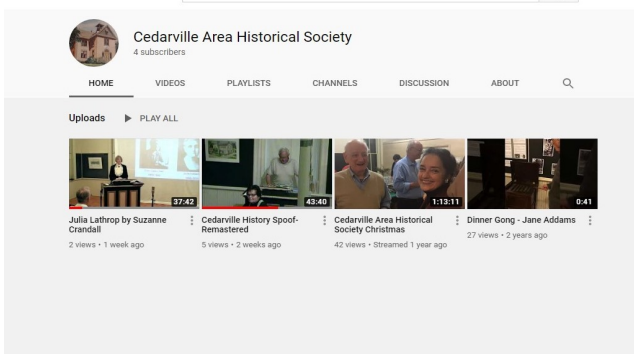 Cedarville Area Historical Society
4 subscribers
HOME VIDEOS PLAYLISTS CHANNELS DISCUSSION ABOUT
Uploads PLAY ALL
37:42
43:40
1:13:11
0:41
Julia Lathrop by Suzanne
Crandall
2 views • 1 week ago
Cedarville History Spoof-
Remastered
5 views • 2 weeks ago
Cedarville Area Historical
Society Christmas
42 views • Streamed 1 year ago
Dinner Gong - Jane Addams
27 views • 2 years ago